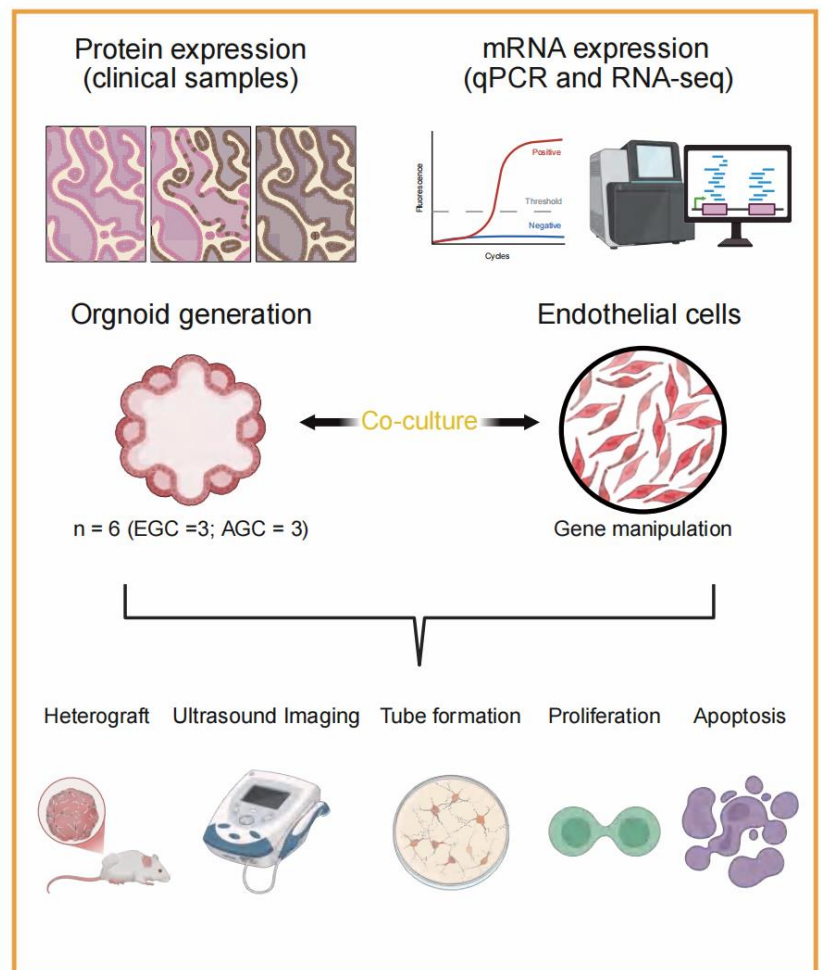 Protein expression
(clinical samples)
mRNA expression
(qPCR and RNA-seq)
Fluorescence
Positive
Threshold
Negative
Cycles
Orgnoid generation
Endothelial cells
Co-culture
n = 6 (EGC =3; AGC = 3)
Gene manipulation
Heterograft
Ultrasound Imaging
Tube formation
Proliferation
Apoptosis